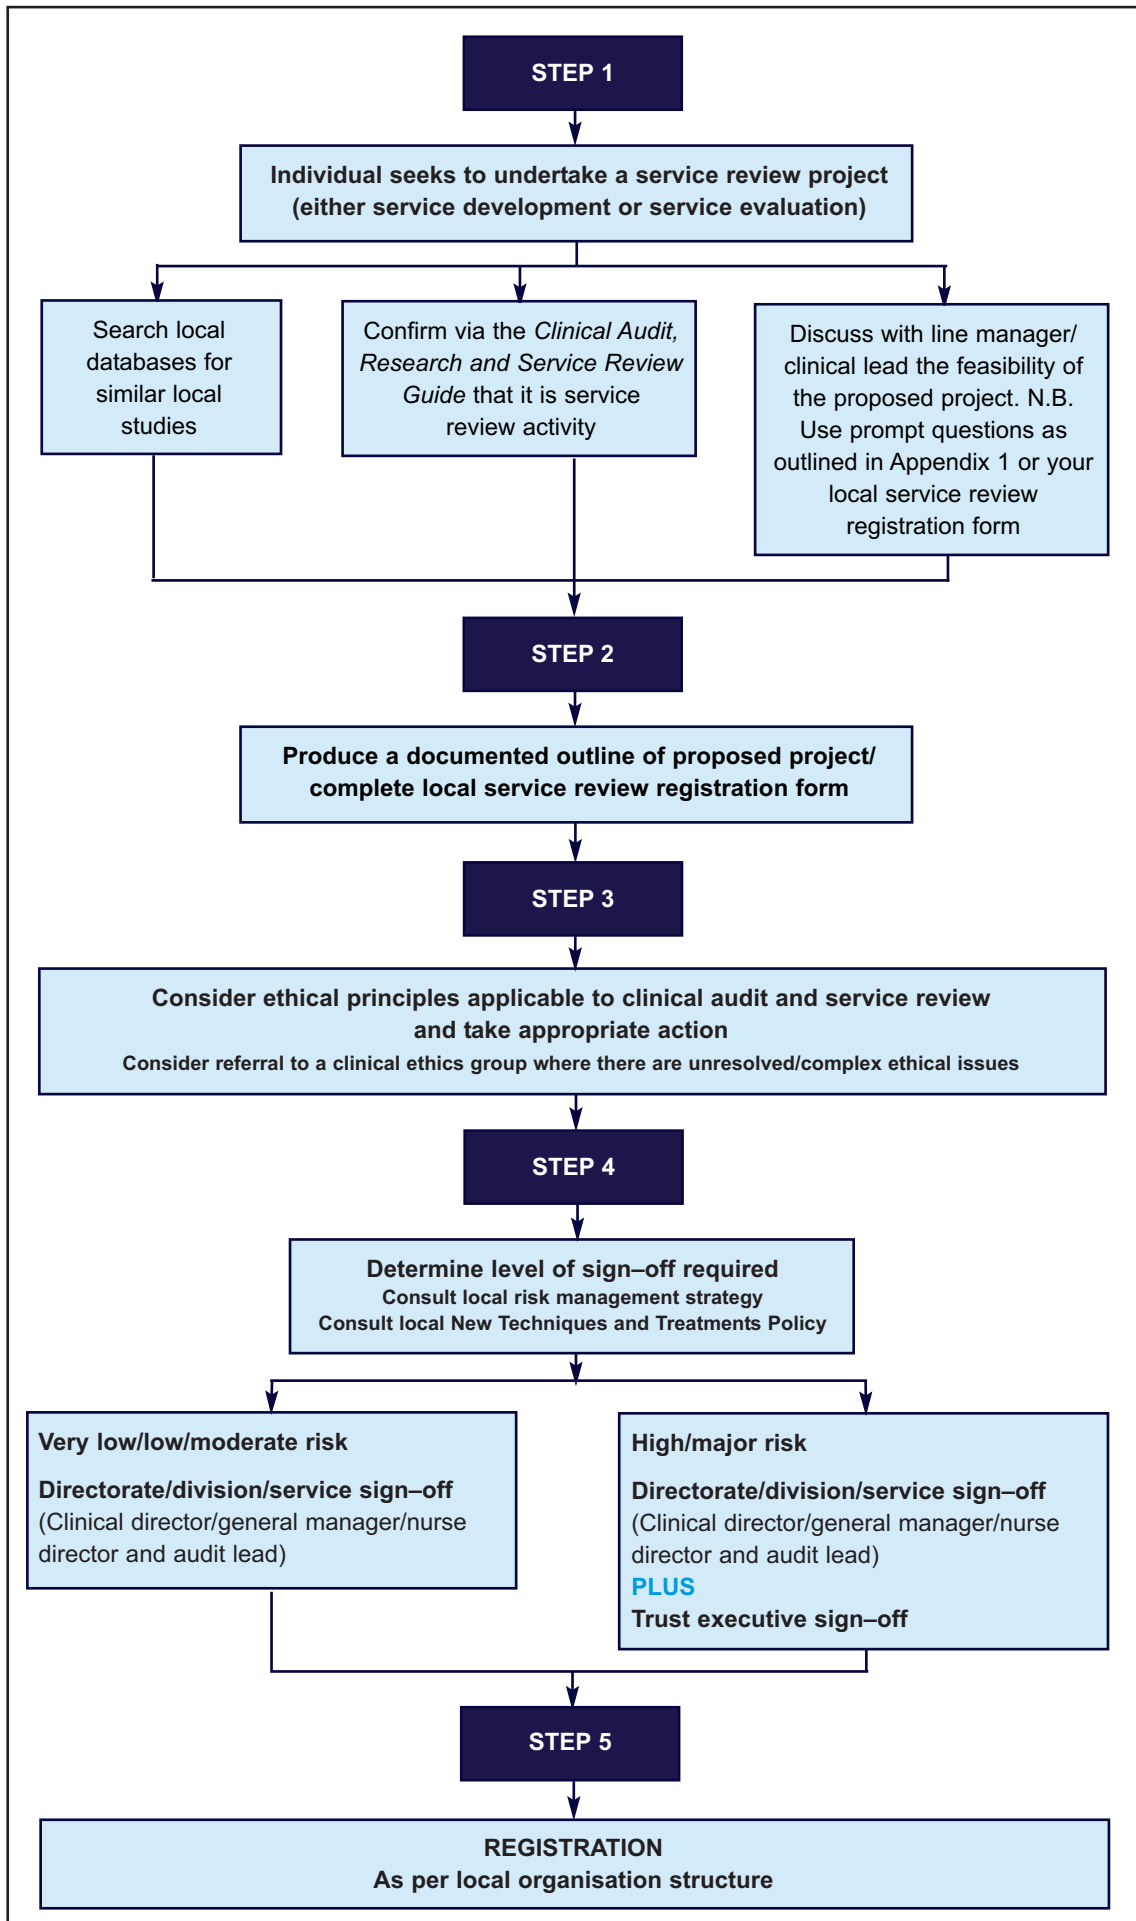 STEP 1
Individual seeks to undertake a service review project
(either service development or service evaluation)
Search local
databases for
similar local
studies
Confirm via the Clinical Audit,
Research and Service Review
Guide that it is service
review activity
Discuss with line manager/
clinical lead the feasibility of
the proposed project. N.B.
Use prompt questions as
outlined in Appendix 1 or your
local service review
registration form
STEP 2
Produce a documented outline of proposed project/
complete local service review registration form
STEP 3
Consider ethical principles applicable to clinical audit and service review
and take appropriate action
Consider referral to a clinical ethics group where there are unresolved/complex ethical issues
STEP 4
Determine level of sign–off required
Consult local risk management strategy
Consult local New Techniques and Treatments Policy
Very low/low/moderate risk
Directorate/division/service sign–off
(Clinical director/general manager/nurse
director and audit lead)
High/major risk
Directorate/division/service sign–off
(Clinical director/general manager/nurse
director and audit lead)
PLUS
Trust executive sign–off
STEP 5
REGISTRATION
As per local organisation structure